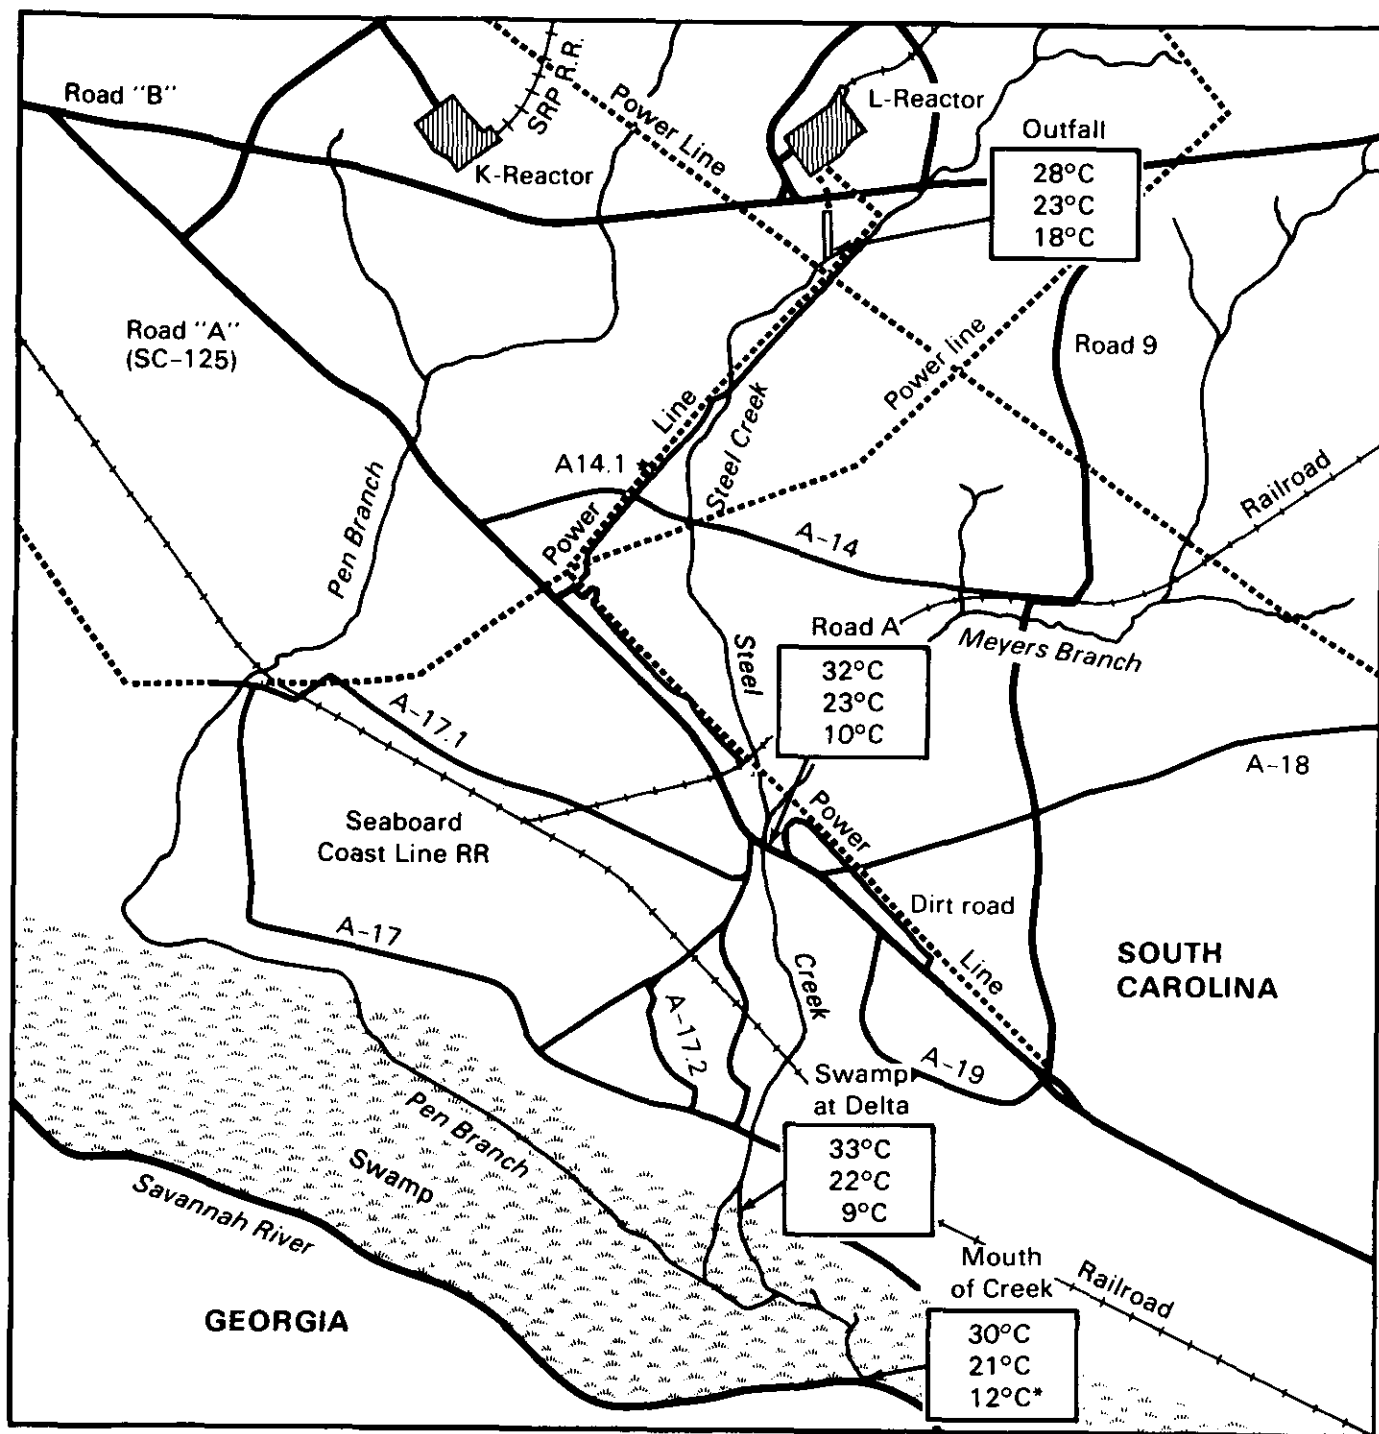 SRP R.R.
Road "B"
Power Line
L-Reactor
Outfall
K-Reactor
28°C
23°C
18°C
Road "A"
(SC-125)
Power line
Road 9
Line
Steel Creek
A14.1
Pen Branch
Power
A-14
Railroad
Road A
Meyers Branch
Steel
32°C
23°C
10°C
A-17.1
A-18
Power
Seaboard
Coast Line RR
Dirt road
A-17
Line
SOUTH
CAROLINA
Creek
A-17.2
A-19
Swamp
at Delta
Pen Branch
33°C
22°C
9°C
Swamp
Savannah River
Mouth
of Creek
Railroad
GEORGIA
30°C
21°C
12°C*